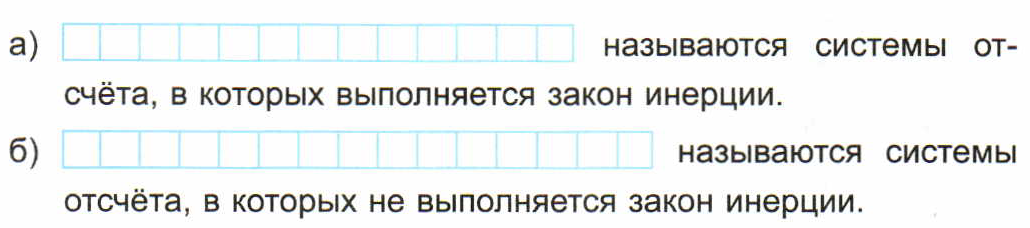 а) называются системы от-
счёта, в которых выполняется закон инерции.
б) называются системы
отсчёта, в которых не выполняется закон инерции.